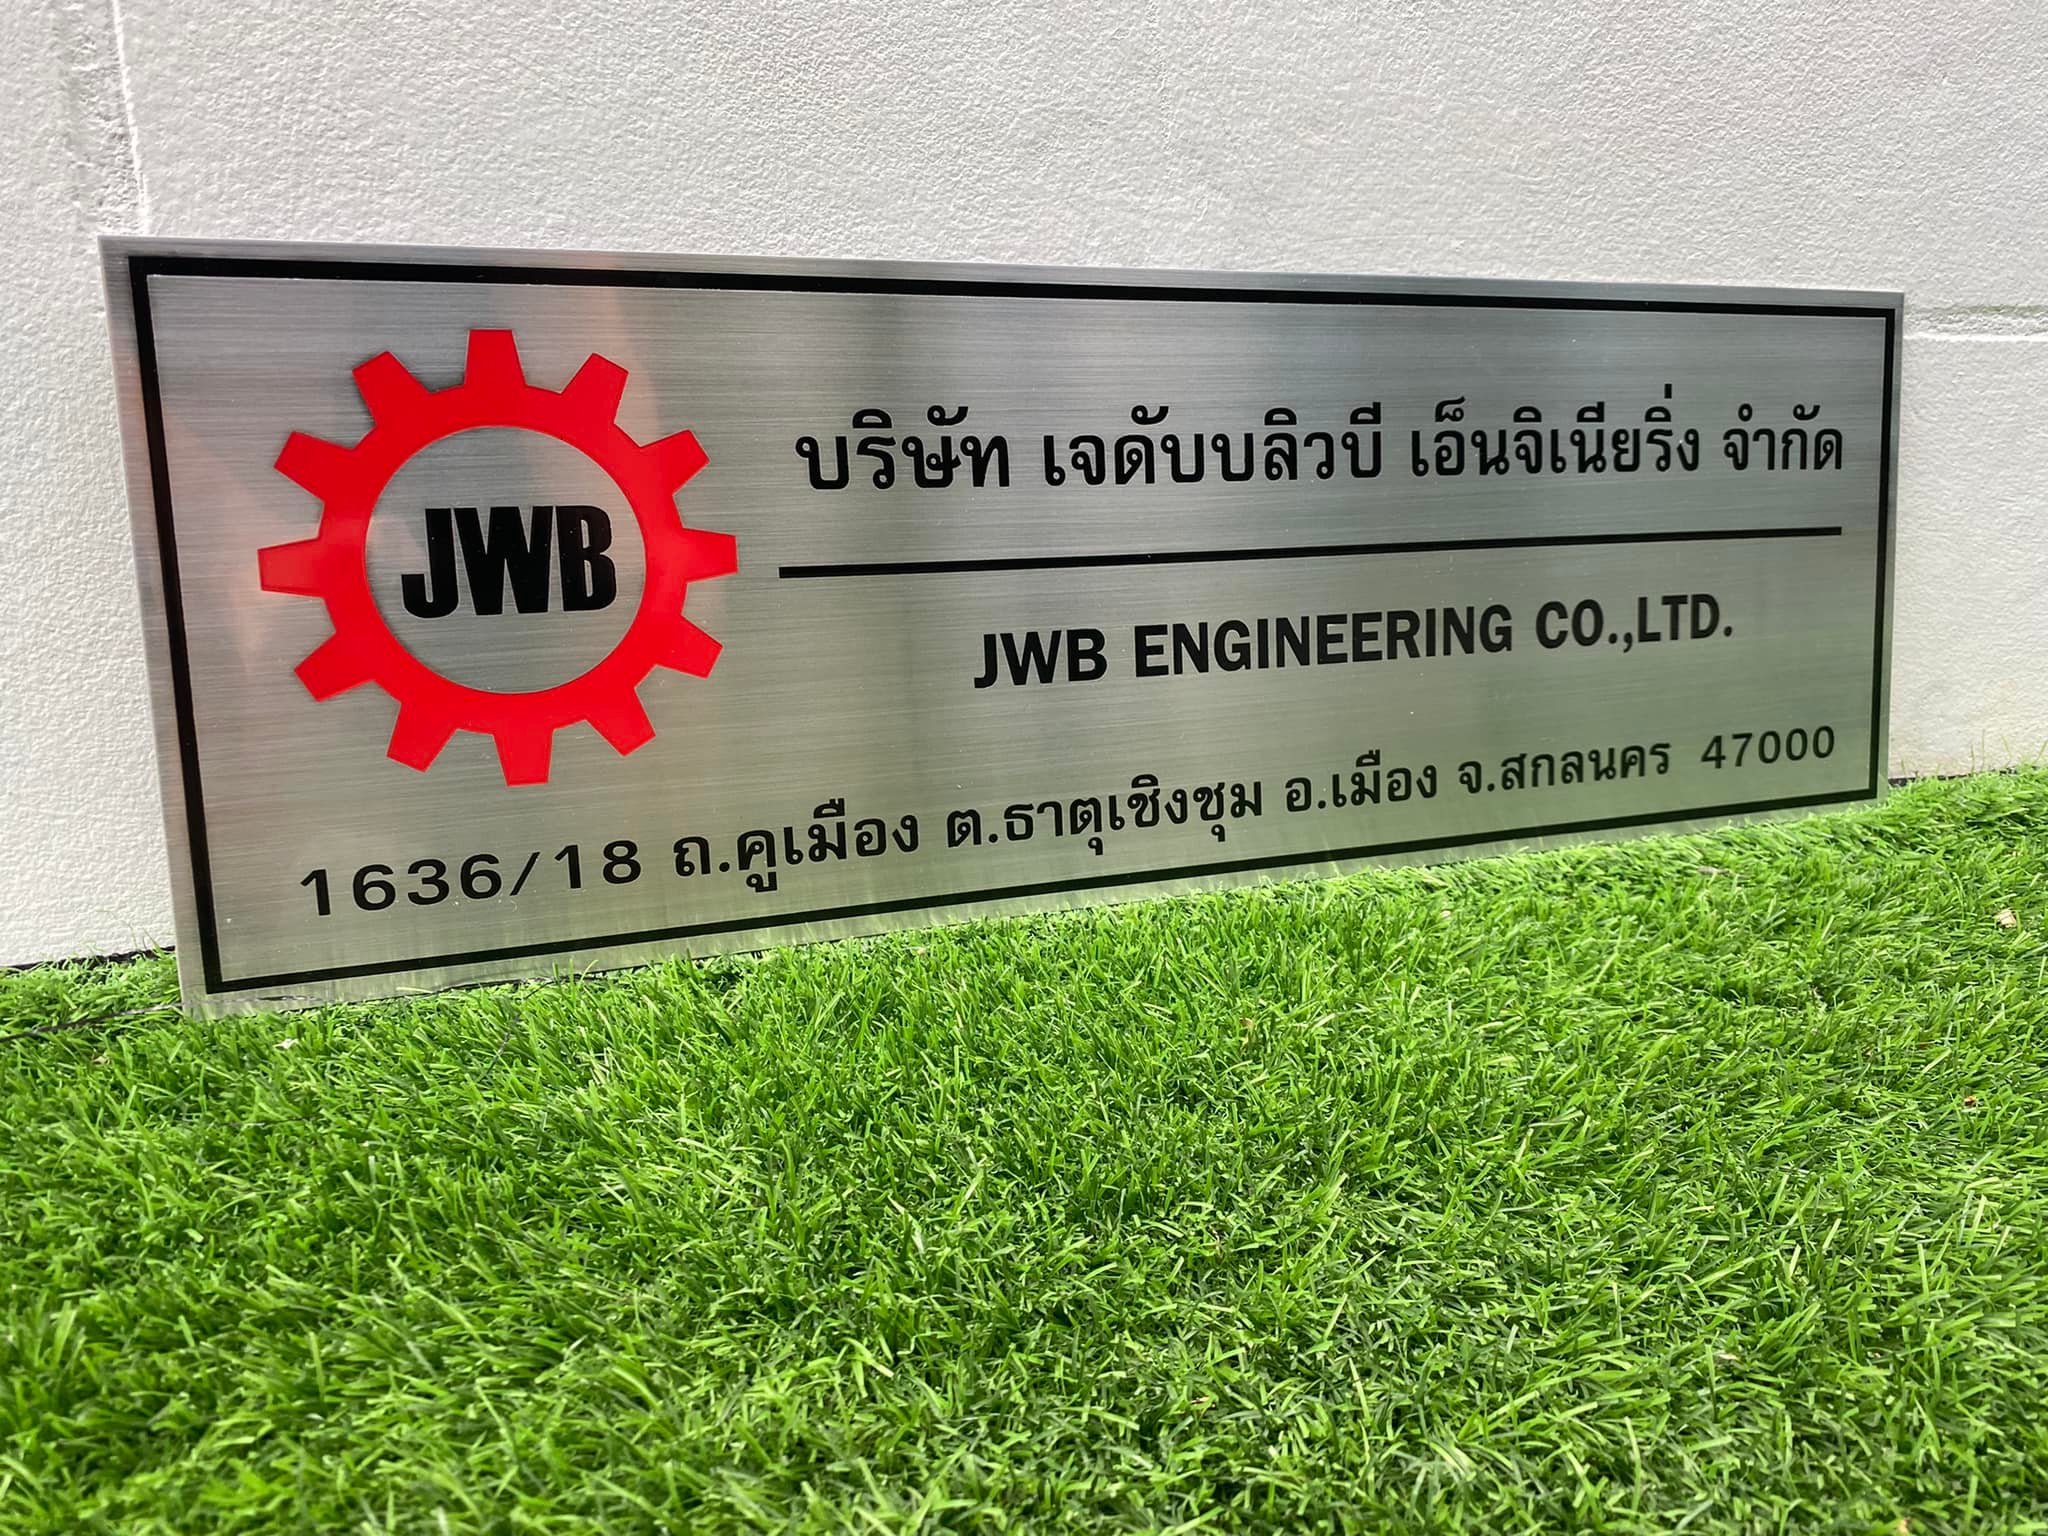 JWB
บริษัท เจดับบลิวบี เอ็นจิเนียริ่ง จำกัด
JWB ENGINEERING CO.,LTD.
1636/18 ถ.คูเมือง ต.ธาตุเชิงชุม อ.เมือง จ.สกลนคร 47000